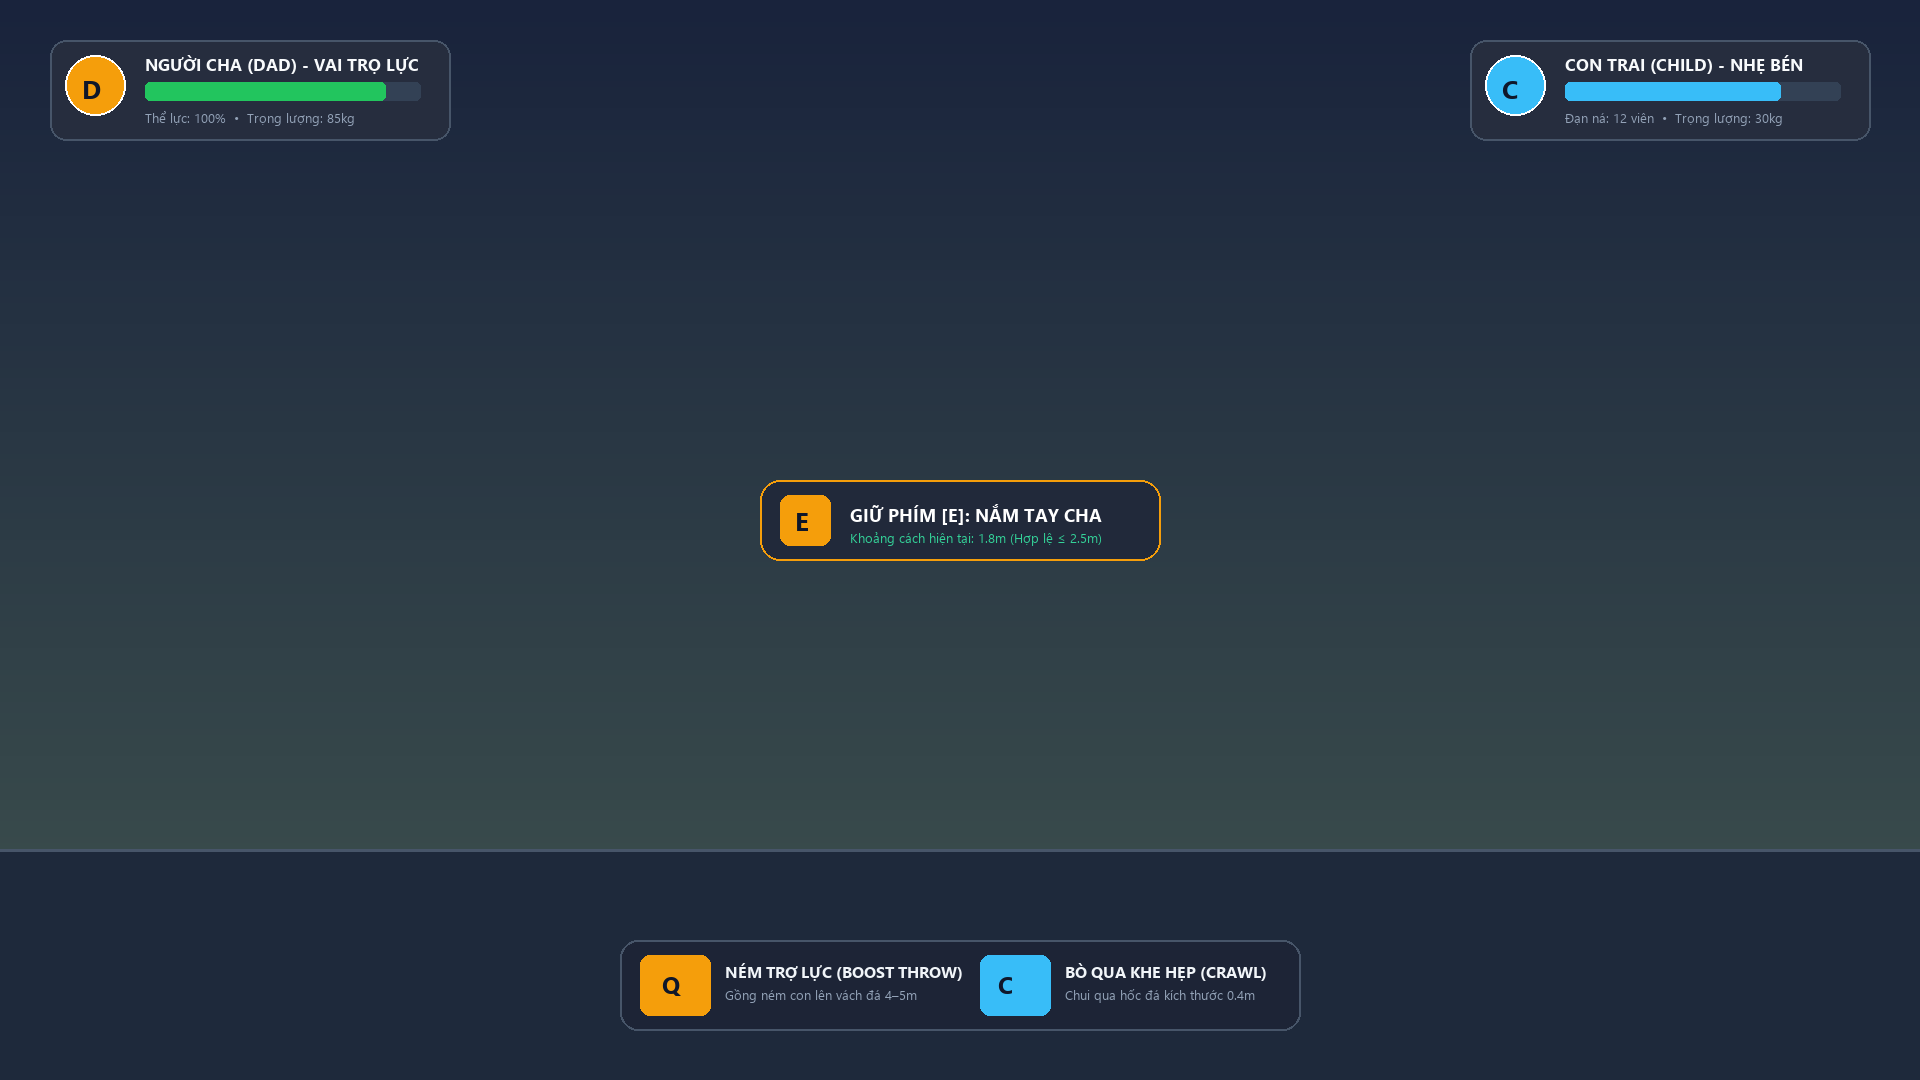 D
NGƯỜI CHA (DAD) - VAI TRỌ LỰC
Thể lực: 100% • Trọng lượng: 85kg
C
CON TRAI (CHILD) - NHẸ BÉN
Đạn ná: 12 viên • Trọng lượng: 30kg
E
GIỮ PHÍM [E]: NẮM TAY CHA
Khoảng cách hiện tại: 1.8m (Hợp lệ ≤ 2.5m)
Q
NÉM TRỢ LỰC (BOOST THROW)
Gồng ném con lên vách đá 4–5m
C
BÒ QUA KHE HẸP (CRAWL)
Chui qua hốc đá kích thước 0.4m